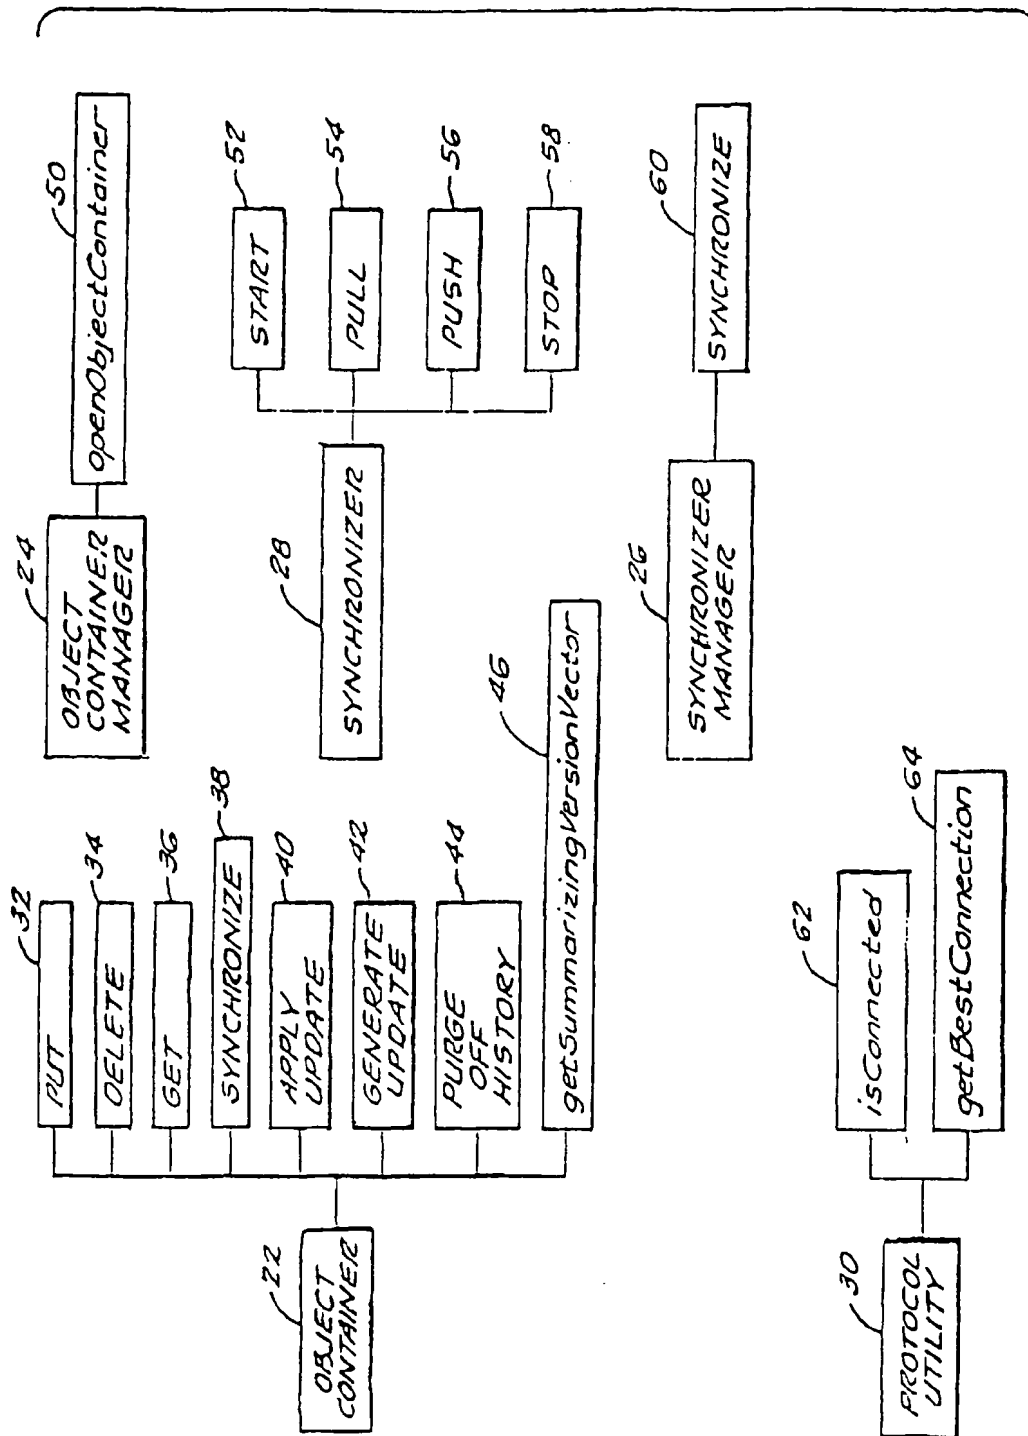 22
OBJECT
CONTAINER
32
PUT
34
DELETE
36
GET
38
SYNCHRONIZE
40
APPLY
UPDATE
42
GENERATE
UPDATE
44
PURGE
OFF
HISTORY
46
getSummarizingVersionVector
24
OBJECT
CONTAINER
MANAGER
50
openObjectContainer
28
SYNCHRONIZER
52
START
54
PULL
56
PUSH
58
STOP
26
SYNCHRONIZER
MANAGER
60
SYNCHRONIZE
30
PROTOCOL
UTILITY
62
isConnected
64
getBestConnection